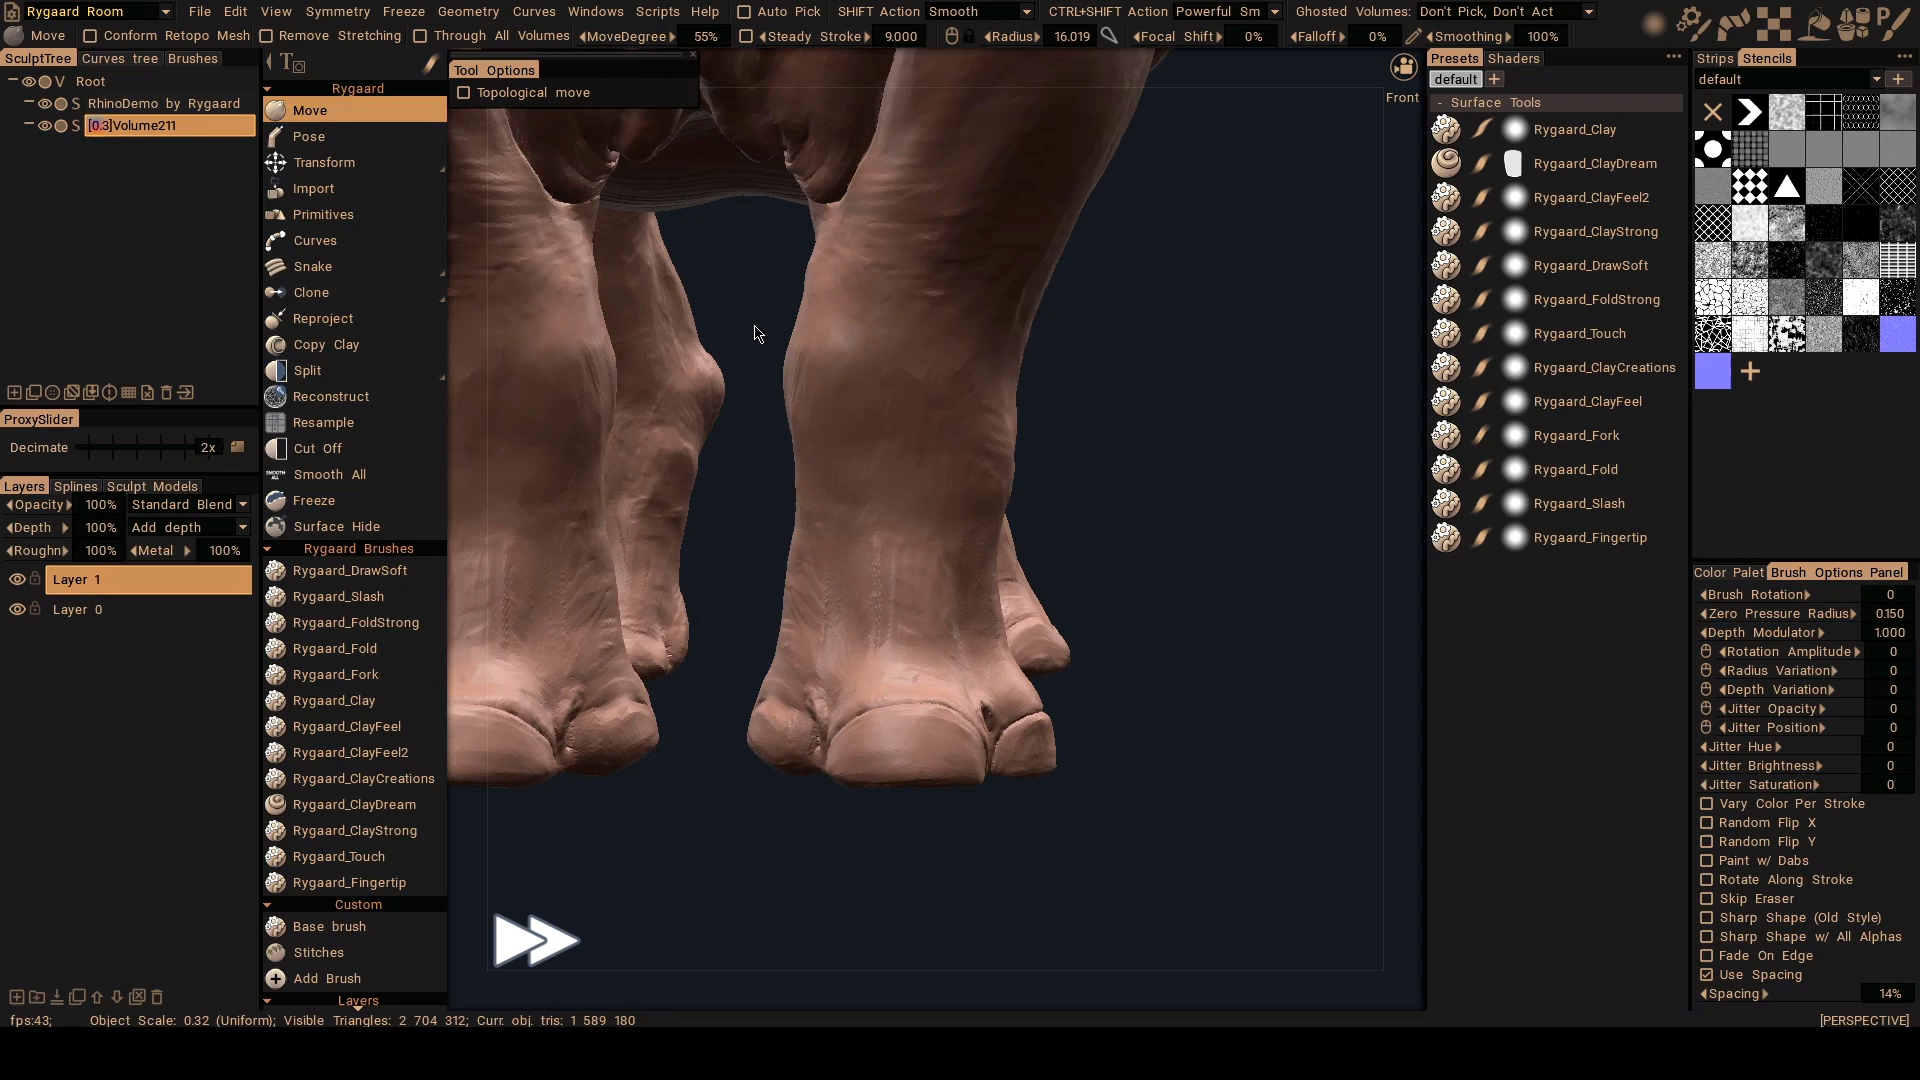 Rygaard Room File Edit View Symmetry Freeze Geometry Curves Windows Scripts Help Auto Pick SHIFT Action Smooth CTRL+SHIFT Action Powerful Sm Ghosted Volumes: Don't Pick, Don't Act
Move Conform Retopo Mesh Remove Stretching Through All Volumes MoveDegree 55% Steady Stroke 9.000 Radius 16.019 Focal Shift 0% Falloff 0% Smoothing 100%
SculptTree Curves tree Brushes
V Root
S RhinoDemo by Rygaard
S [0.3]Volume211
ProxySlider
Decimate 2x
Layers Splines Sculpt Models
Opacity 100% Standard Blend
Depth 100% Add depth
Roughn 100% Metal 100%
Layer 1
Layer 0
Rygaard
Move
Pose
Transform
Import
Primitives
Curves
Snake
Clone
Reproject
Copy Clay
Split
Reconstruct
Resample
Cut Off
SMOOTH ALL Smooth All
Freeze
Surface Hide
Rygaard Brushes
Rygaard_DrawSoft
Rygaard_Slash
Rygaard_FoldStrong
Rygaard_Fold
Rygaard_Fork
Rygaard_Clay
Rygaard_ClayFeel
Rygaard_ClayFeel2
Rygaard_ClayCreations
Rygaard_ClayDream
Rygaard_ClayStrong
Rygaard_Touch
Rygaard_Fingertip
Custom
Base brush
Stitches
Add Brush
Layers
Tool Options
Topological move
Front
Presets Shaders
default
- Surface Tools
Rygaard_Clay
Rygaard_ClayDream
Rygaard_ClayFeel2
Rygaard_ClayStrong
Rygaard_DrawSoft
Rygaard_FoldStrong
Rygaard_Touch
Rygaard_ClayCreations
Rygaard_ClayFeel
Rygaard_Fork
Rygaard_Fold
Rygaard_Slash
Rygaard_Fingertip
Strips Stencils
default
Color Palet Brush Options Panel
Brush Rotation 0
Zero Pressure Radius 0.150
Depth Modulator 1.000
Rotation Amplitude 0
Radius Variation 0
Depth Variation 0
Jitter Opacity 0
Jitter Position 0
Jitter Hue 0
Jitter Brightness 0
Jitter Saturation 0
Vary Color Per Stroke
Random Flip X
Random Flip Y
Paint w/ Dabs
Rotate Along Stroke
Skip Eraser
Sharp Shape (Old Style)
Sharp Shape w/ All Alphas
Fade On Edge
Use Spacing
Spacing 14%
fps:43; Object Scale: 0.32 (Uniform); Visible Triangles: 2 704 312; Curr. obj. tris: 1 589 180 [PERSPECTIVE]